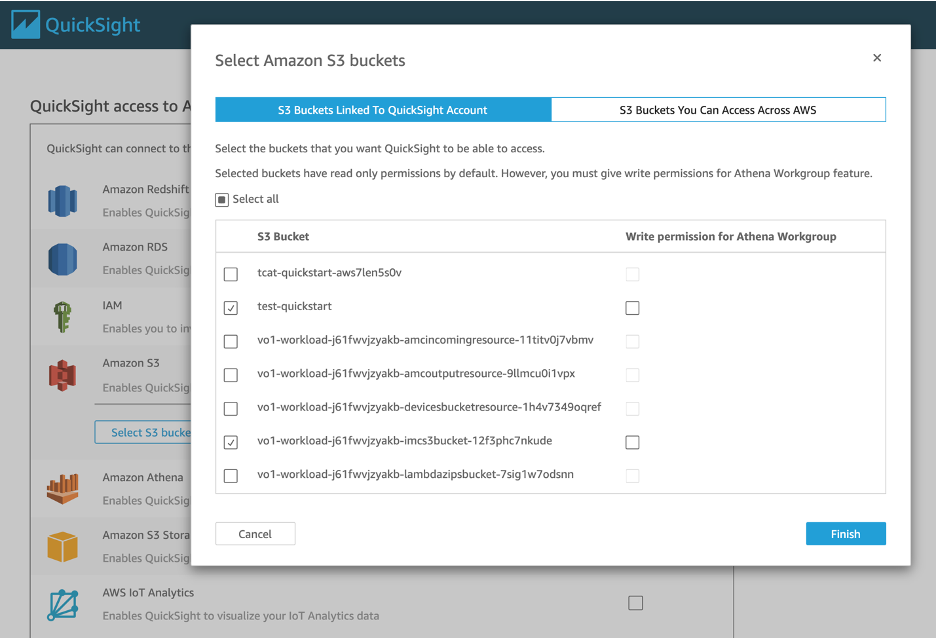 QuickSight
Select Amazon S3 buckets
QuickSight access to A
S3 Buckets Linked To QuickSight Account
S3 Buckets You Can Access Across AWS
QuickSight can connect to th
Select the buckets that you want QuickSight to be able to access.
Selected buckets have read only permissions by default. However, you must give write permissions for Athena Workgroup feature.
Select all
S3 Bucket
Write permission for Athena Workgroup
tcat-quickstart-aws7len5s0v
test-quickstart
vo1-workload-j61fwvjzyakb-amcincomingresource-11titv0j7vbmv
vo1-workload-j61fwvjzyakb-amcoutputresource-9llmcu0i1vpx
vo1-workload-j61fwvjzyakb-devicesbucketresource-1h4v7349oqref
vo1-workload-j61fwvjzyakb-imcs3bucket-12f3phc7nkude
vo1-workload-j61fwvjzyakb-lambdazipsbucket-7sig1w7odsnn
Cancel
Finish
Amazon Redshift
Enables QuickSig
Amazon RDS
Enables QuickSig
IAM
Enables you to im
Amazon S3
Enables QuickSig
Select S3 bucke
Amazon Athena
Enables QuickSig
Amazon S3 Stora
Enables QuickSig
AWS IoT Analytics
Enables QuickSight to visualize your IoT Analytics data